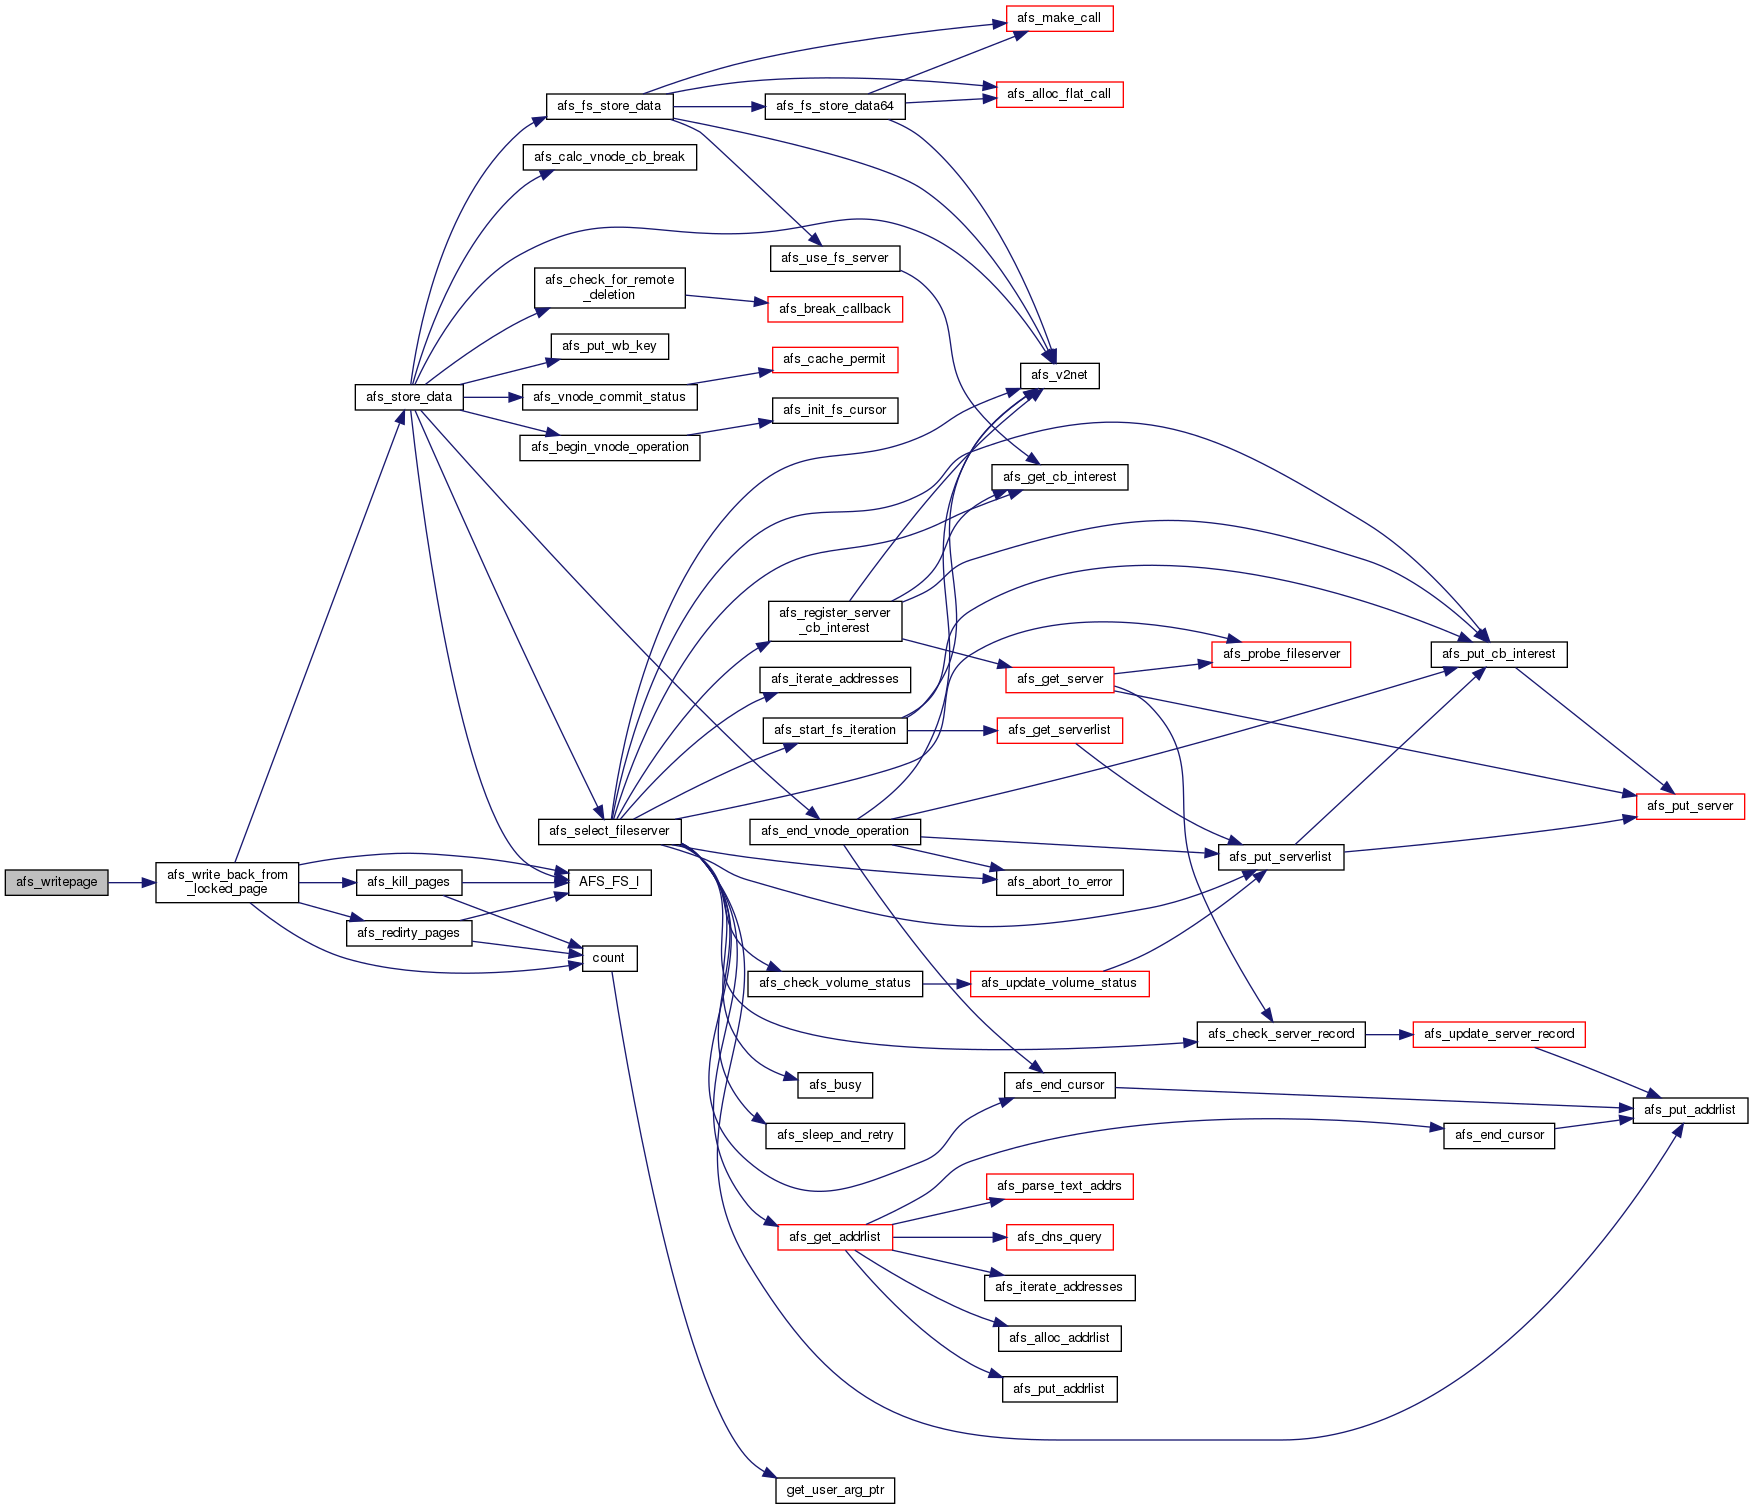 afs_make_call
afs_fs_store_data
afs_fs_store_data64
afs_alloc_flat_call
afs_calc_vnode_cb_break
afs_use_fs_server
afs_check_for_remote
_deletion
afs_break_callback
afs_put_wb_key
afs_cache_permit
afs_v2net
afs_store_data
afs_vnode_commit_status
afs_init_fs_cursor
afs_begin_vnode_operation
afs_get_cb_interest
afs_register_server
_cb_interest
afs_probe_fileserver
afs_put_cb_interest
afs_iterate_addresses
afs_get_server
afs_start_fs_iteration
afs_get_serverlist
afs_put_server
afs_select_fileserver
afs_end_vnode_operation
afs_put_serverlist
afs_writepage
afs_write_back_from
_locked_page
afs_kill_pages
AFS_FS_I
afs_abort_to_error
afs_redirty_pages
count
afs_check_volume_status
afs_update_volume_status
afs_check_server_record
afs_update_server_record
afs_busy
afs_end_cursor
afs_put_addrlist
afs_sleep_and_retry
afs_end_cursor
afs_parse_text_addrs
afs_get_addrlist
afs_dns_query
afs_iterate_addresses
afs_alloc_addrlist
afs_put_addrlist
get_user_arg_ptr